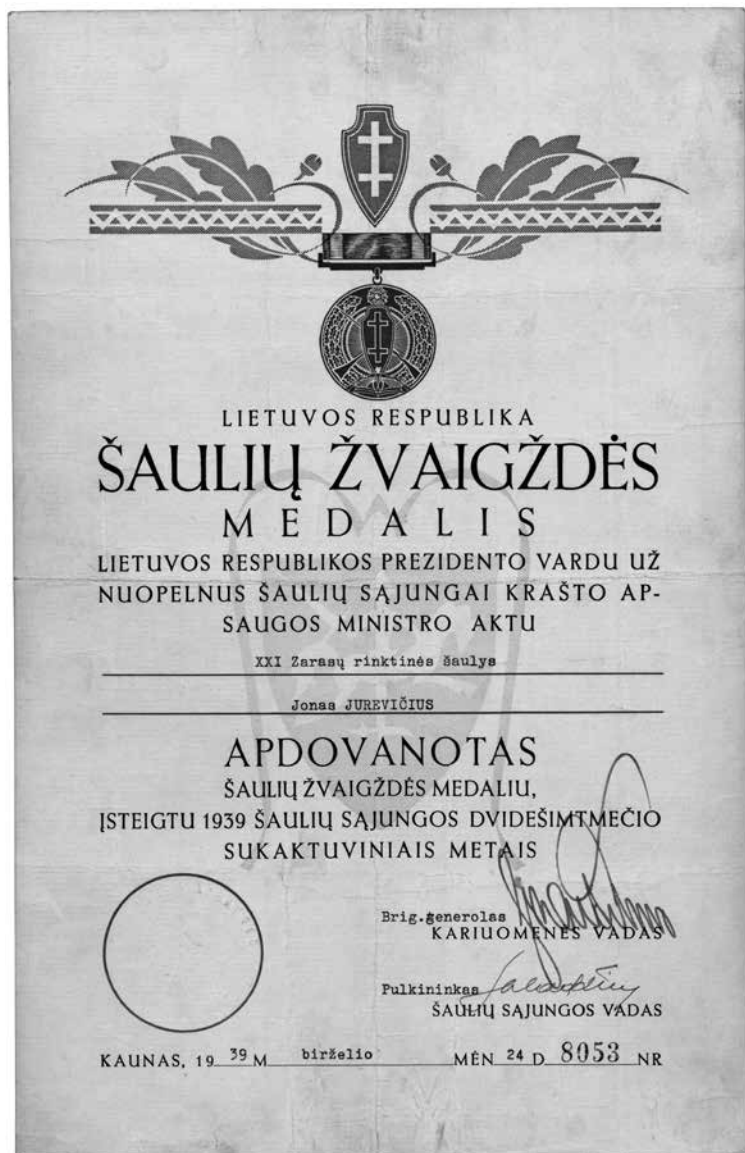 LIETUVOS RESPUBLIKA
ŠAULIŲ ŽVAIGŽDĖS
MEDALIS
LIETUVOS RESPUBLIKOS PREZIDENTO VARDU UŽ
NUOPELNUS ŠAULIŲ SĄJUNGAI KRAŠTO AP-
SAUGOS MINISTRO AKTU
XXI Zarasų rinktinės šaulys
Jonas JUREVIČIUS
APDOVANOTAS
ŠAULIŲ ŽVAIGŽDĖS MEDALIU,
ĮSTEIGTU 1939 ŠAULIŲ SĄJUNGOS DVIDEŠIMTMEČIO
SUKAKTUVINIAIS METAIS
Brig.generolas
KARIUOMENĖS VADAS
Pulkininkas
ŠAULIŲ SĄJUNGOS VADAS
KAUNAS, 19 39 M birželio MĖN 24 D 8053 NR